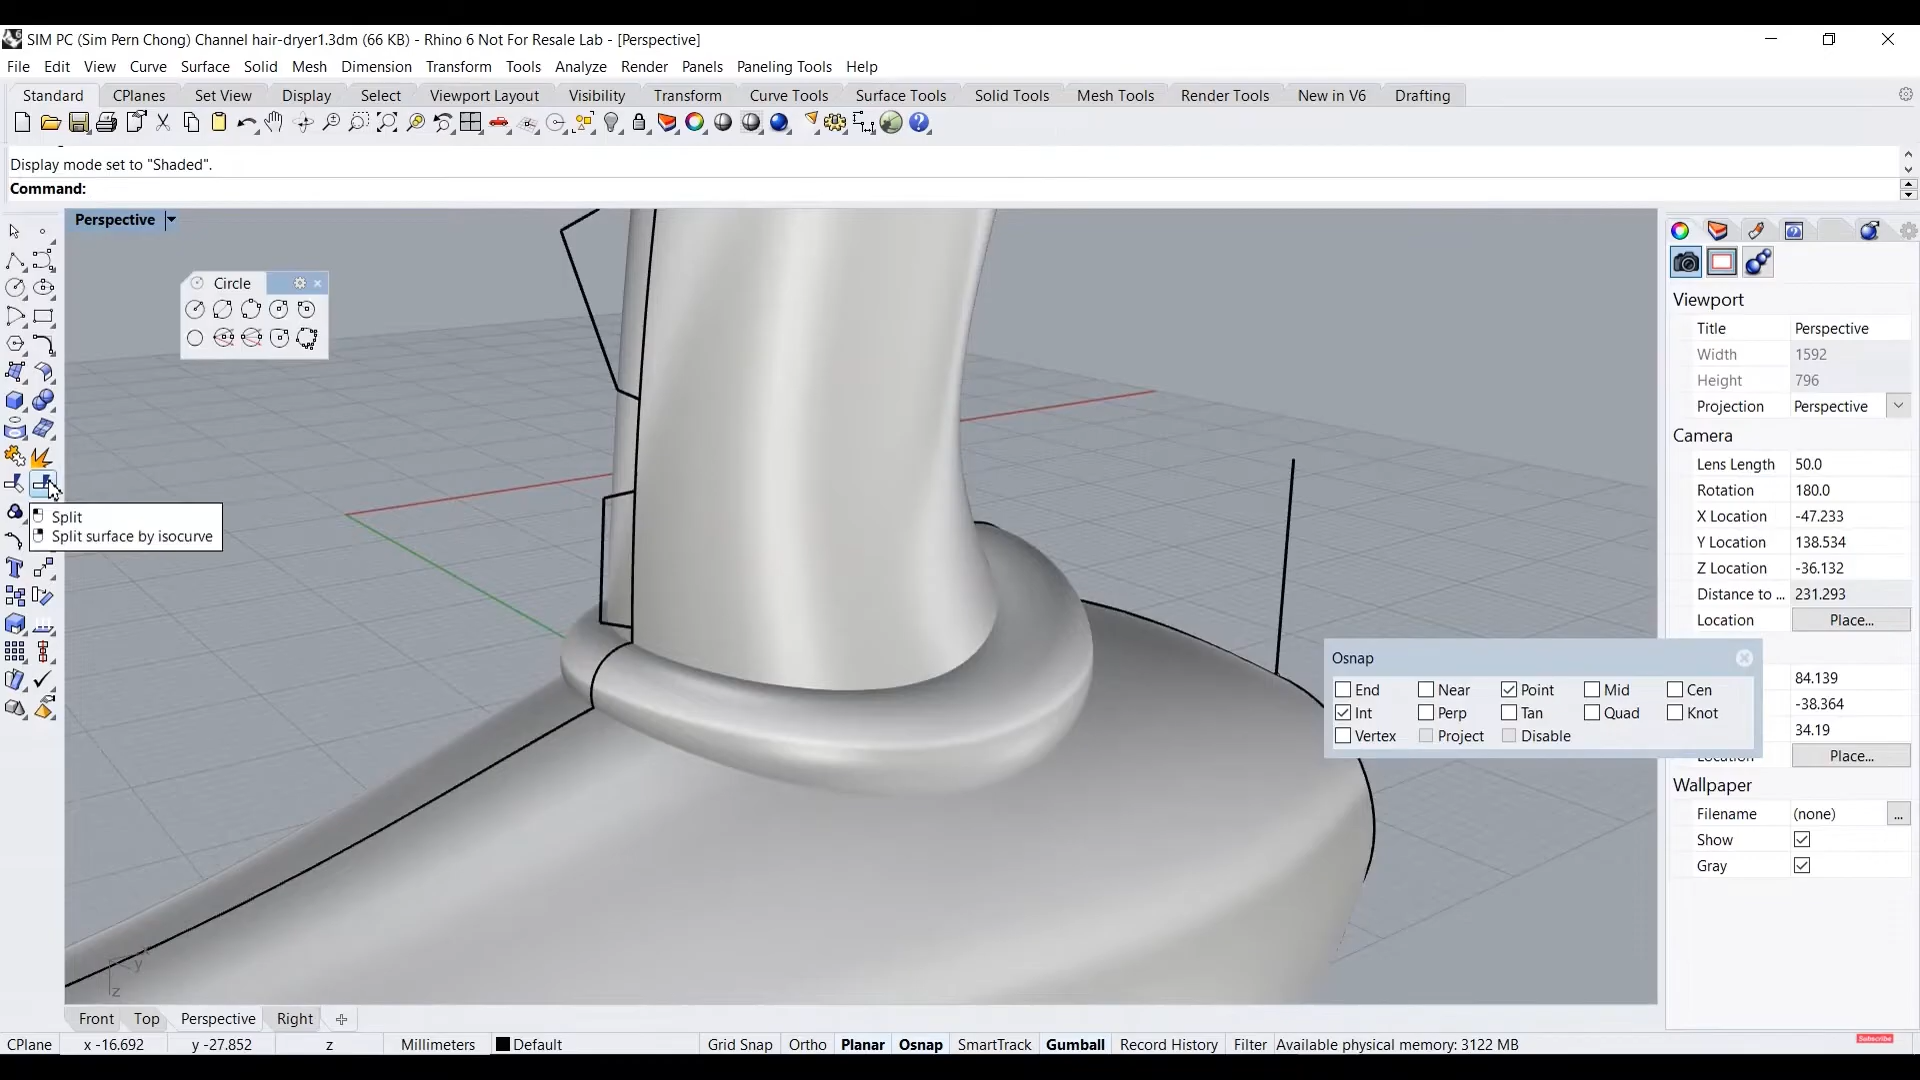 SIM PC (Sim Pern Chong) Channel hair-dryer1.3dm (66 KB) - Rhino 6 Not For Resale Lab - [Perspective]
File Edit View Curve Surface Solid Mesh Dimension Transform Tools Analyze Render Panels Paneling Tools Help
Standard CPlanes Set View Display Select Viewport Layout Visibility Transform Curve Tools Surface Tools Solid Tools Mesh Tools Render Tools New in V6 Drafting
Display mode set to "Shaded".
Command:
Perspective
Circle
Split
Split surface by isocurve
Viewport
Title Perspective
Width 1592
Height 796
Projection Perspective
Camera
Lens Length 50.0
Rotation 180.0
X Location -47.233
Y Location 138.534
Z Location -36.132
Distance to ... 231.293
Location Place...
84.139
-38.364
34.19
Place...
Osnap
End Near Point Mid Cen
Int Perp Tan Quad Knot
Vertex Project Disable
Wallpaper
Filename (none) ...
Show
Gray
y
z
Front Top Perspective Right
CPlane x -16.692 y -27.852 z Millimeters Default Grid Snap Ortho Planar Osnap SmartTrack Gumball Record History Filter Available physical memory: 3122 MB
Subscribe